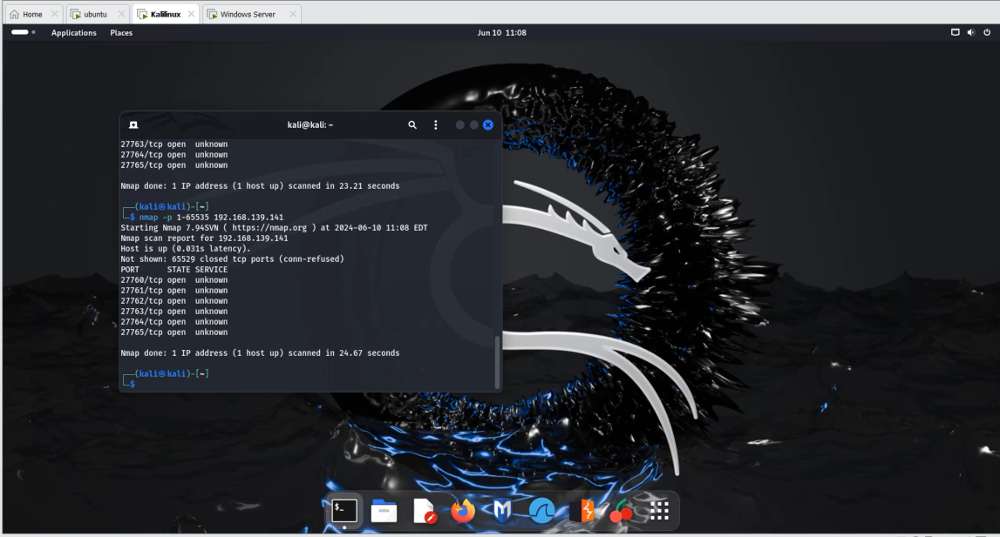 Home
ubuntu
Kalilinux
Windows Server
Applications Places
Jun 10 11:08
kali@kali: ~
27763/tcp open  unknown
27764/tcp open  unknown
27765/tcp open  unknown
Nmap done: 1 IP address (1 host up) scanned in 23.21 seconds
┌──(kali㉿kali)-[~]
└─$ nmap -p 1-65535 192.168.139.141
Starting Nmap 7.94SVN ( https://nmap.org ) at 2024-06-10 11:08 EDT
Nmap scan report for 192.168.139.141
Host is up (0.031s latency).
Not shown: 65529 closed tcp ports (conn-refused)
PORT      STATE SERVICE
27760/tcp open  unknown
27761/tcp open  unknown
27762/tcp open  unknown
27763/tcp open  unknown
27764/tcp open  unknown
27765/tcp open  unknown
Nmap done: 1 IP address (1 host up) scanned in 24.67 seconds
┌──(kali㉿kali)-[~]
└─$
$_
M